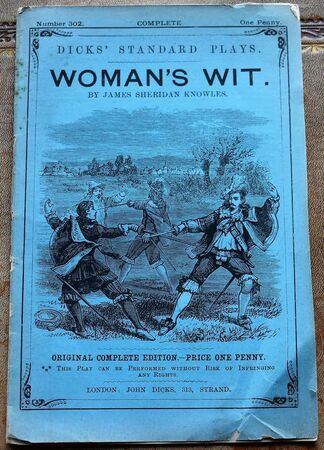 Number 302. COMPLETE One Penny.
DICKS' STANDARD PLAYS.
WOMAN'S WIT.
BY JAMES SHERIDAN KNOWLES.
ORIGINAL COMPLETE EDITION.—PRICE ONE PENNY.
*⁎* THIS PLAY CAN BE PERFORMED WITHOUT RISK OF INFRINGING
ANY RIGHTS.
LONDON: JOHN DICKS, 313, STRAND.